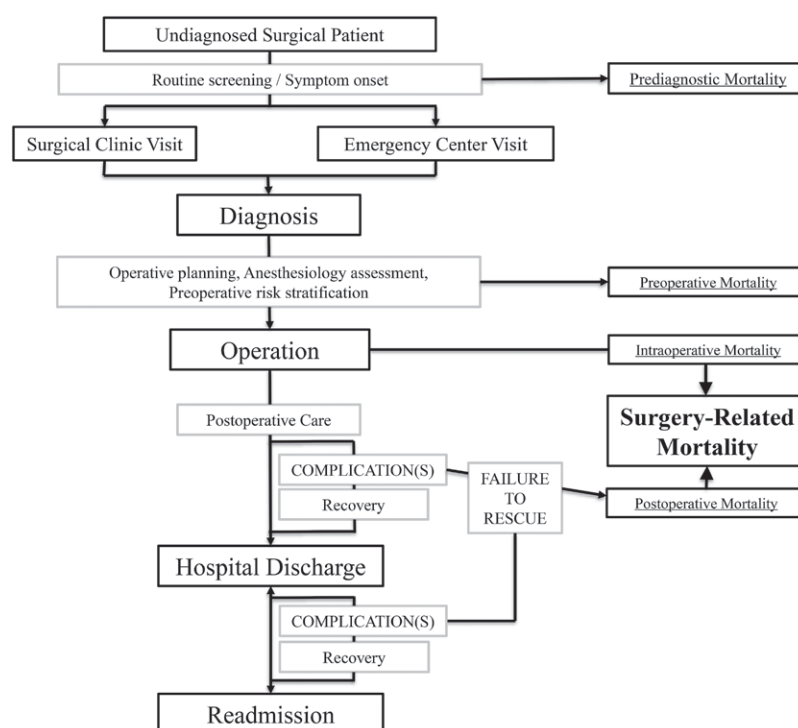 Undiagnosed Surgical Patient
Routine screening / Symptom onset
Prediagnostic Mortality
Surgical Clinic Visit
Emergency Center Visit
Diagnosis
Operative planning, Anesthesiology assessment,
Preoperative risk stratification
Preoperative Mortality
Operation
Intraoperative Mortality
Postoperative Care
Surgery-Related
Mortality
COMPLICATION(S)
Recovery
FAILURE
TO
RESCUE
Postoperative Mortality
Hospital Discharge
COMPLICATION(S)
Recovery
Readmission